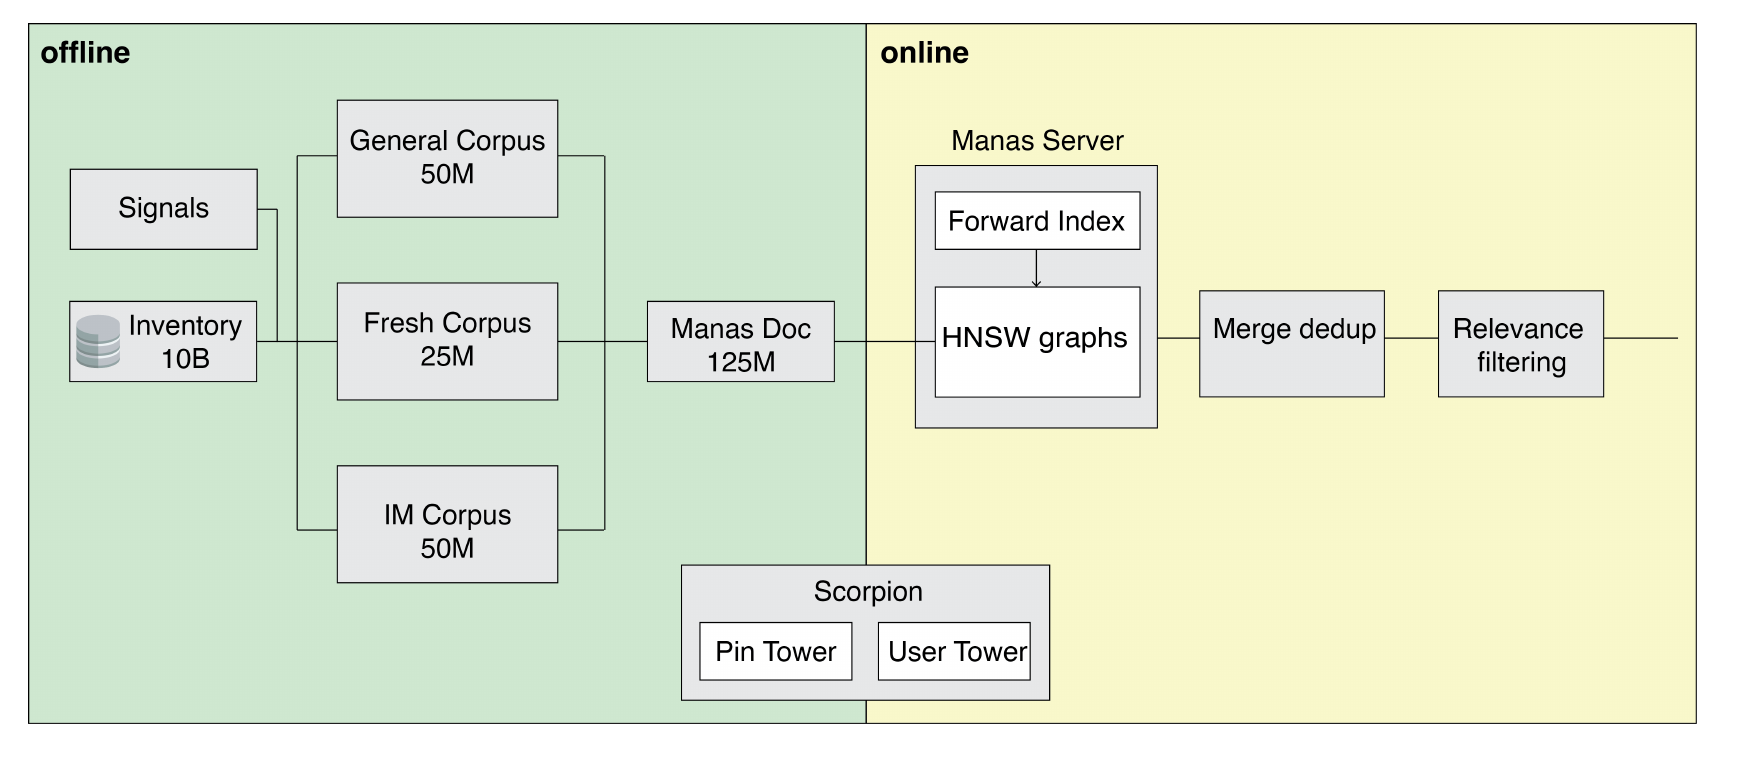 offline
online
General Corpus
50M
Manas Server
Signals
Forward Index
Inventory
10B
Fresh Corpus
25M
Manas Doc
125M
HNSW graphs
Merge dedup
Relevance
filtering
IM Corpus
50M
Scorpion
Pin Tower
User Tower